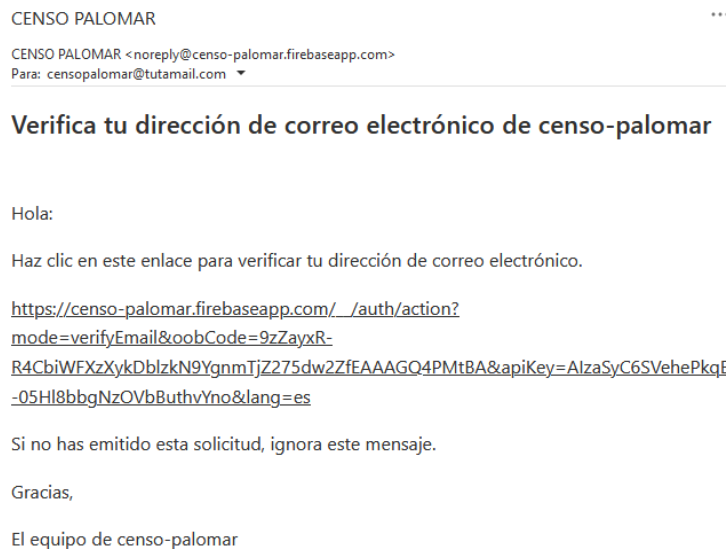 CENSO PALOMAR
CENSO PALOMAR <noreply@censo-palomar.firebaseapp.com>
Para: censopalomar@tutamail.com
Verifica tu dirección de correo electrónico de censo-palomar
Hola:
Haz clic en este enlace para verificar tu dirección de correo electrónico.
https://censo-palomar.firebaseapp.com/__/auth/action?
mode=verifyEmail&oobCode=9zZayxR-
R4CbiWFXzXykDblzkN9YgnmTjZ275dw2ZfEAAAGQ4PMtBA&apiKey=AIzaSyC6SVehePkqE
-05Hl8bbgNzOVbButhvYno&lang=es
Si no has emitido esta solicitud, ignora este mensaje.
Gracias,
El equipo de censo-palomar